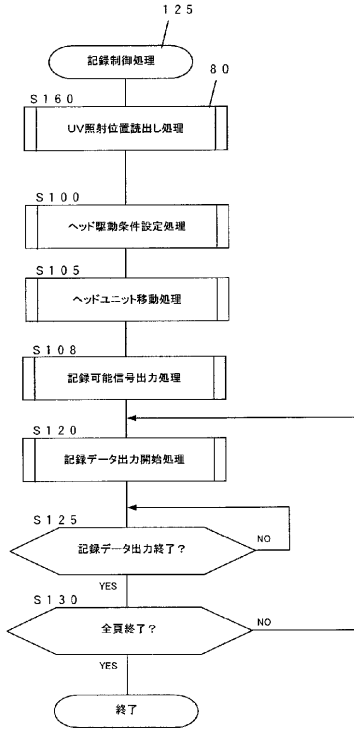 125
記録制御処理
80
S160
UV照射位置読出し処理
S100
ヘッド駆動条件設定処理
S105
ヘッドユニット移動処理
S108
記録可能信号出力処理
S120
記録データ出力開始処理
S125
記録データ出力終了?
NO
YES
S130
全頁終了?
NO
YES
終了